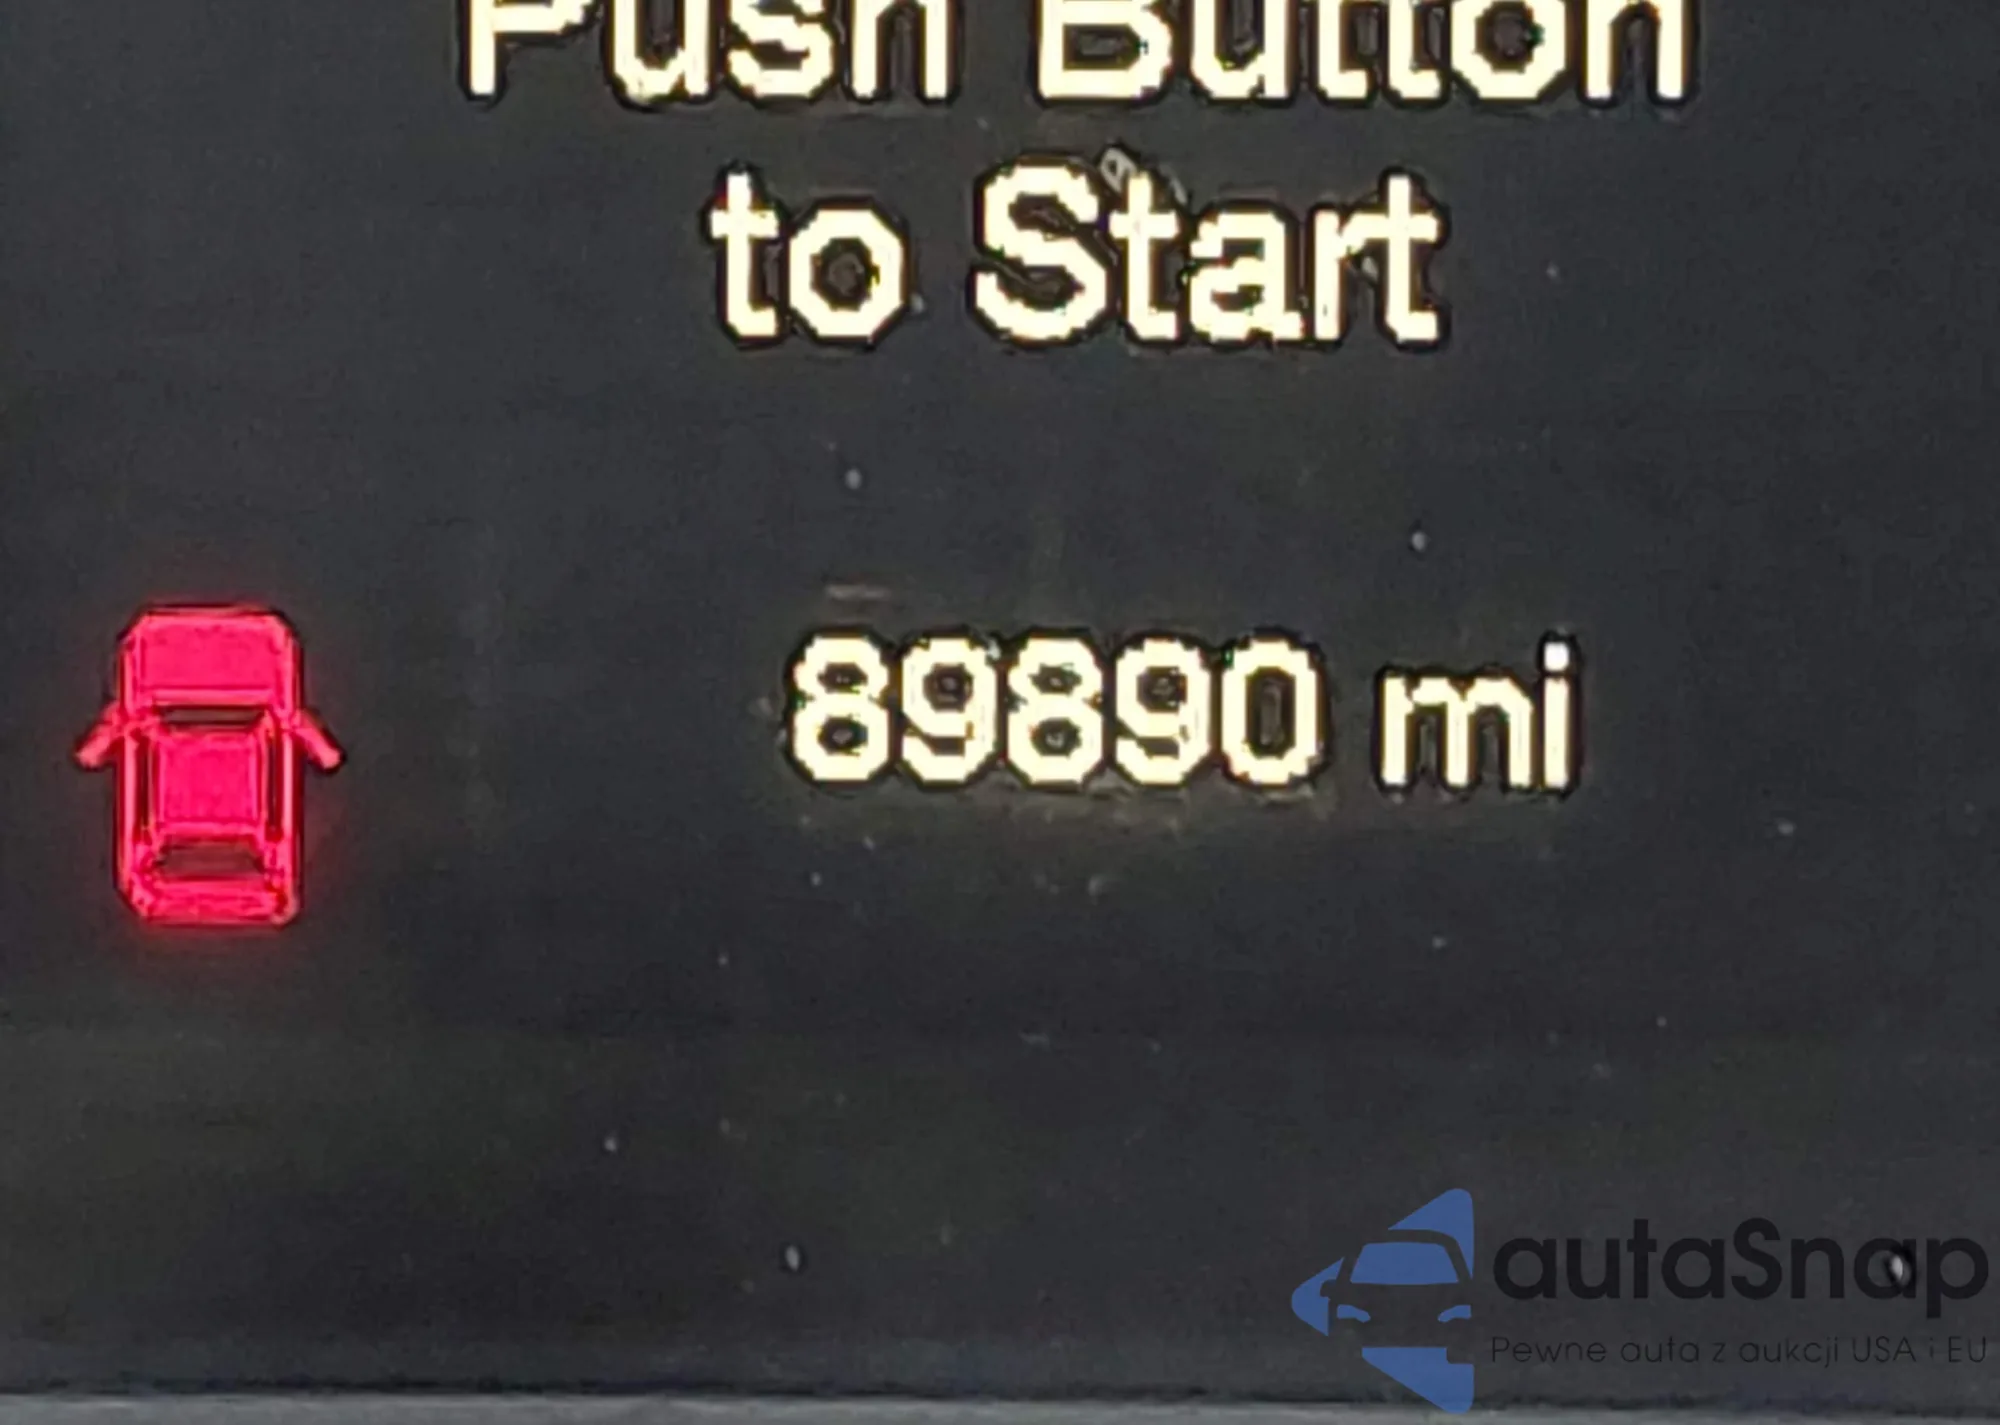 Push Button
to Start
89890 mi
autaSnap
Pewne auta z aukcji USA i EU